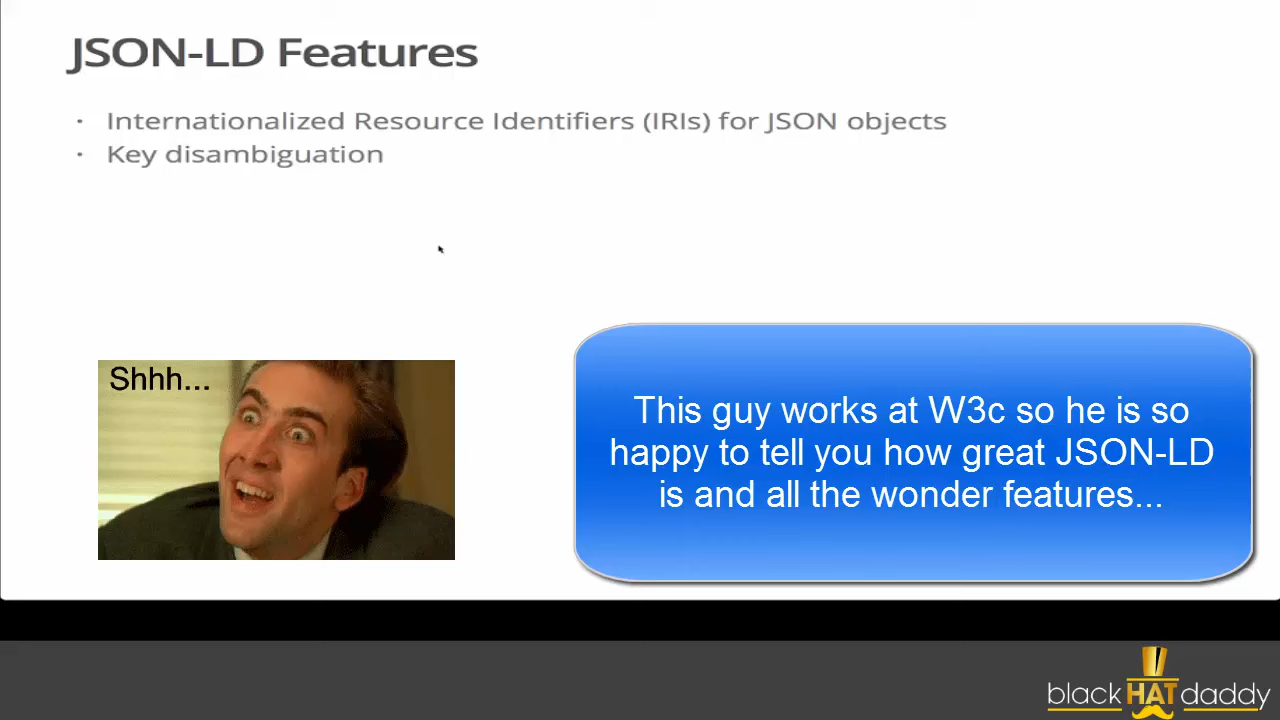 JSON-LD Features
· Internationalized Resource Identifiers (IRIs) for JSON objects
· Key disambiguation
Shhh...
This guy works at W3c so he is so
happy to tell you how great JSON-LD
is and all the wonder features...
blackHATdaddy